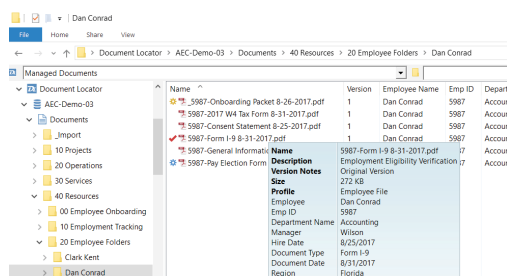 Dan Conrad
File Home Share View
Document Locator > AEC-Demo-03 > Documents > 40 Resources > 20 Employee Folders > Dan Conrad
Managed Documents
Document Locator
AEC-Demo-03
Documents
_Import
10 Projects
20 Operations
30 Services
40 Resources
00 Employee Onboarding
10 Employment Tracking
20 Employee Folders
Clark Kent
Dan Conrad
Name Version Employee Name Emp ID Depart
_5987-Onboarding Packet 8-26-2017.pdf 1 Dan Conrad 5987 Accour
5987-2017 W4 Tax Form 8-31-2017.pdf 1 Dan Conrad 5987 Accour
5987-Consent Statement 8-25-2017.pdf 1 Dan Conrad 5987 Accour
5987-Form I-9 8-31-2017.pdf 1 Dan Conrad 5987 Accour
5987-General Informatic Accour
5987-Pay Election Form Accour
Name 5987-Form I-9 8-31-2017.pdf
Description Employment Eligibility Verification
Version Notes Original Version
Size 272 KB
Profile Employee File
Employee Dan Conrad
Emp ID 5987
Department Name Accounting
Manager Wilson
Hire Date 8/25/2017
Document Type Form I-9
Document Date 8/31/2017
Region Florida